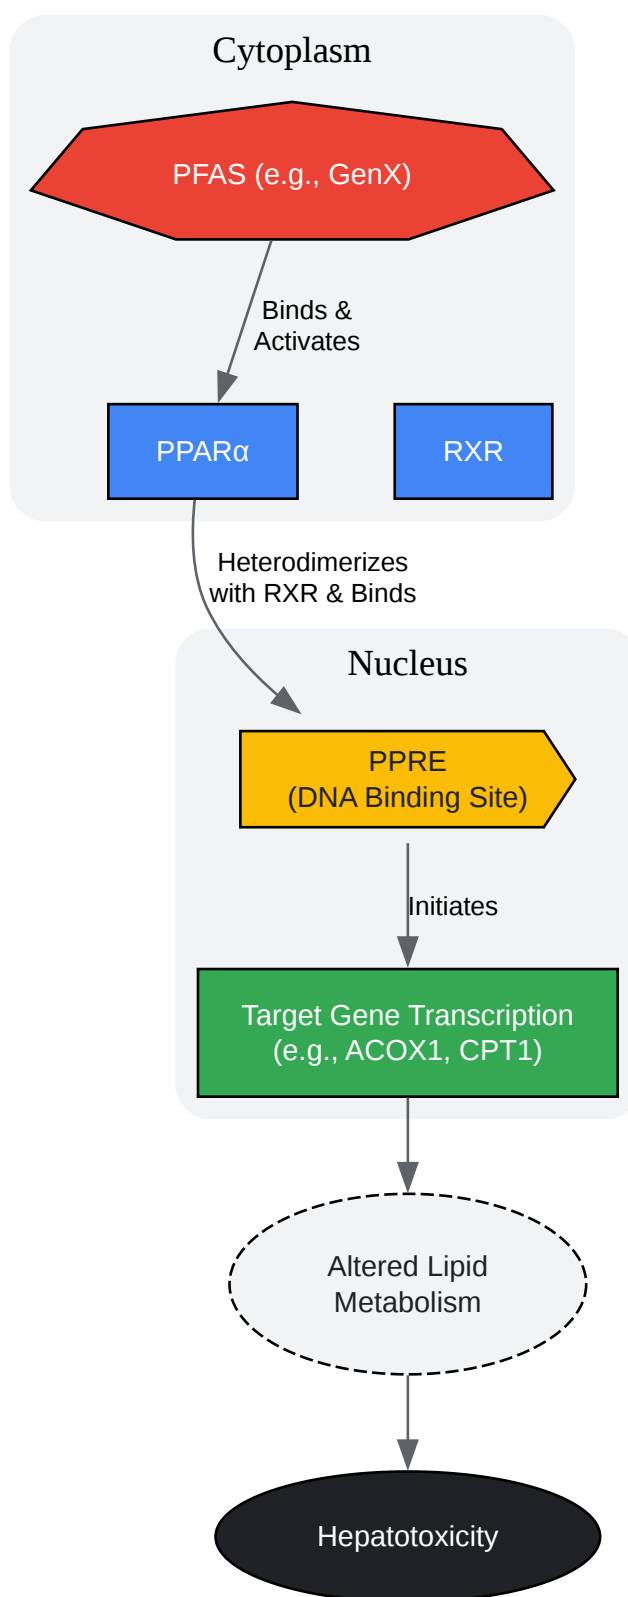 Cytoplasm
PFAS (e.g., GenX)
Binds &
Activates
PPARα
RXR
Heterodimerizes
with RXR & Binds
Nucleus
PPRE
(DNA Binding Site)
Initiates
Target Gene Transcription
(e.g., ACOX1, CPT1)
Altered Lipid
Metabolism
Hepatotoxicity